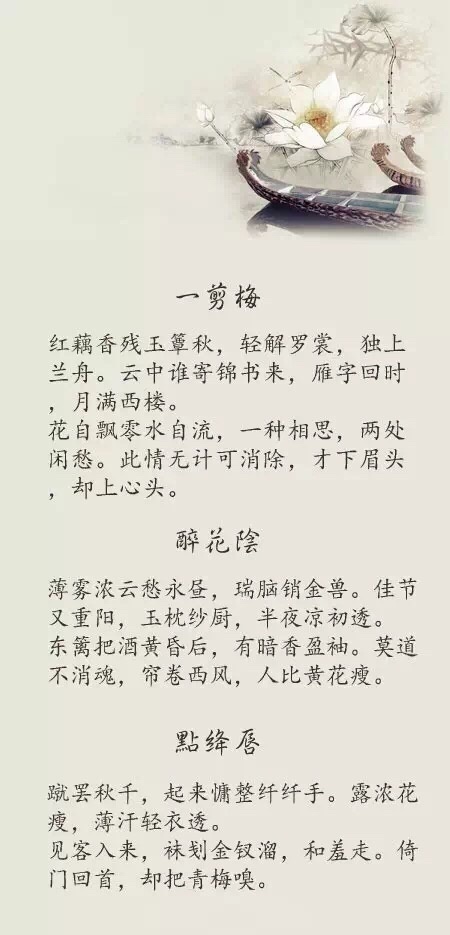 一剪梅
红藕香残玉簟秋，轻解罗裳，独上
兰舟。云中谁寄锦书来，雁字回时
，月满西楼。
花自飘零水自流，一种相思，两处
闲愁。此情无计可消除，才下眉头
，却上心头。
醉花陰
薄雾浓云愁永昼，瑞脑销金兽。佳节
又重阳，玉枕纱厨，半夜凉初透。
东篱把酒黄昏后，有暗香盈袖。莫道
不消魂，帘卷西风，人比黄花瘦。
點绛唇
蹴罢秋千，起来慵整纤纤手。露浓花
瘦，薄汗轻衣透。
见客入来，袜刬金钗溜，和羞走。倚
门回首，却把青梅嗅。